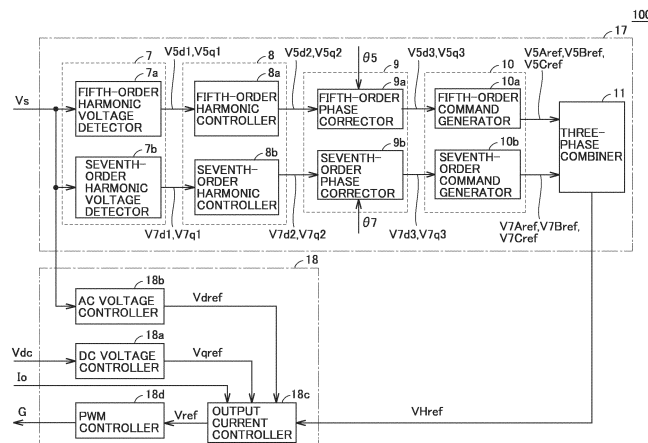 100
17
7
V5d1,V5q1
8
V5d2,V5q2
θ5
9
V5d3,V5q3
10
V5Aref,V5Bref,
V5Cref
7a
8a
9a
10a
11
Vs
FIFTH-ORDER
HARMONIC
VOLTAGE
DETECTOR
FIFTH-ORDER
HARMONIC
CONTROLLER
FIFTH-ORDER
PHASE
CORRECTOR
FIFTH-ORDER
COMMAND
GENERATOR
THREE-
PHASE
COMBINER
7b
8b
9b
10b
SEVENTH-
ORDER
HARMONIC
VOLTAGE
DETECTOR
SEVENTH-
ORDER
HARMONIC
CONTROLLER
SEVENTH-
ORDER
PHASE
CORRECTOR
SEVENTH-
ORDER
COMMAND
GENERATOR
V7d1,V7q1
V7d2,V7q2
θ7
V7d3,V7q3
V7Aref,V7Bref,
V7Cref
18
18b
AC VOLTAGE
CONTROLLER
Vdref
18a
Vdc
DC VOLTAGE
CONTROLLER
Vqref
Io
18d
18c
G
PWM
CONTROLLER
Vref
OUTPUT
CURRENT
CONTROLLER
VHref